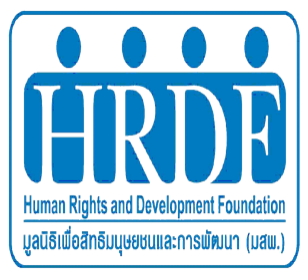 HRDF
Human Rights and Development Foundation
มูลนิธิเพื่อสิทธิมนุษยชนและการพัฒนา (มสพ.)